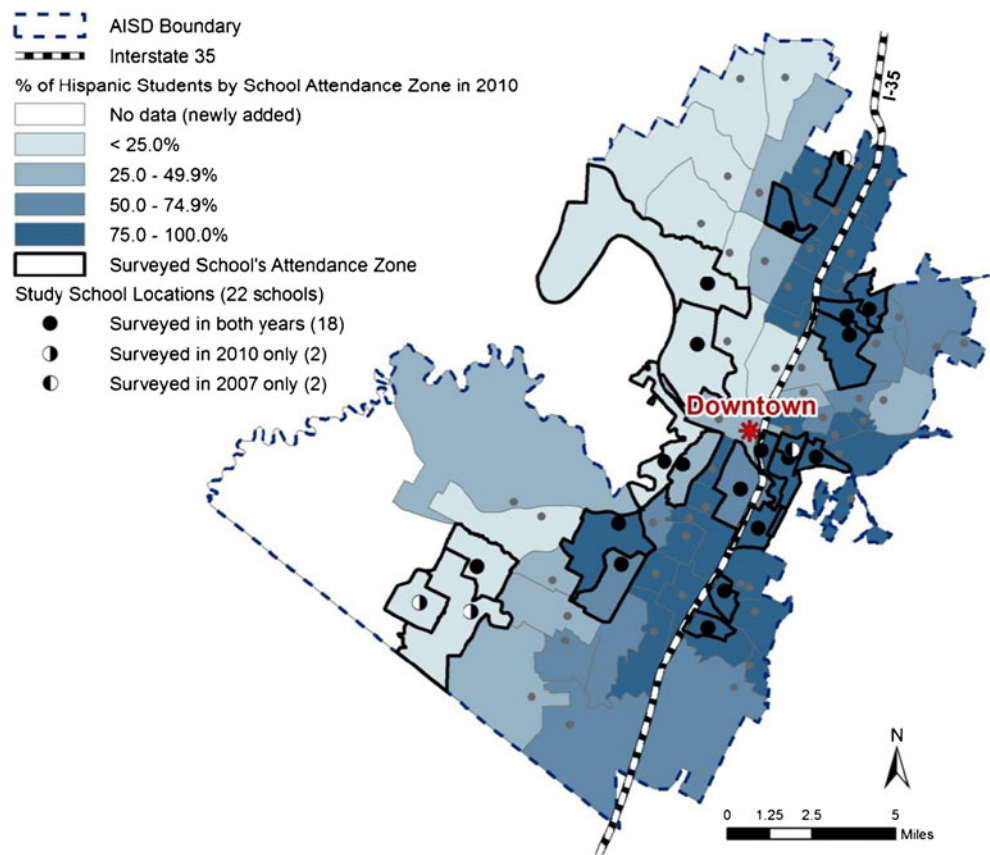 AISD Boundary
Interstate 35
% of Hispanic Students by School Attendance Zone in 2010
No data (newly added)
< 25.0%
25.0 - 49.9%
50.0 - 74.9%
75.0 - 100.0%
Surveyed School's Attendance Zone
Study School Locations (22 schools)
Surveyed in both years (18)
Surveyed in 2010 only (2)
Surveyed in 2007 only (2)
I-35
Downtown
N
0 1.25 2.5 5
Miles